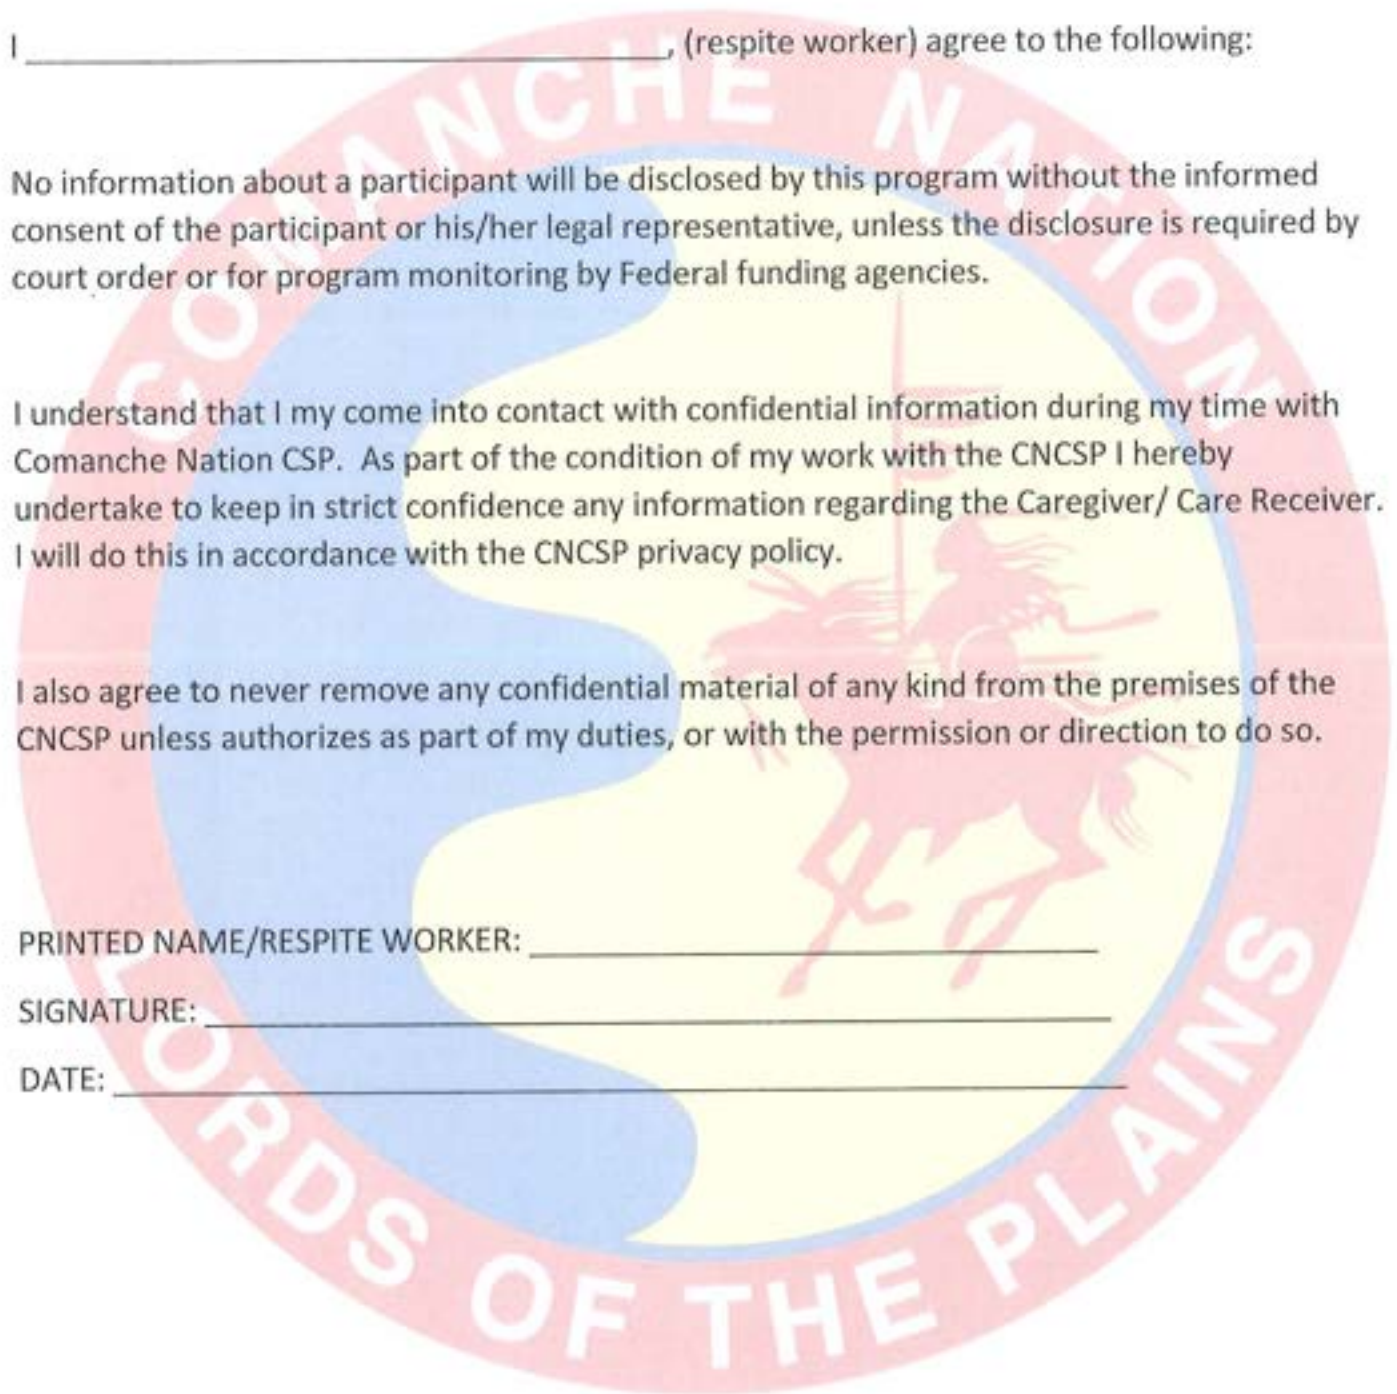 I , (respite worker) agree to the following:
No information about a participant will be disclosed by this program without the informed
consent of the participant or his/her legal representative, unless the disclosure is required by
court order or for program monitoring by Federal funding agencies.
I understand that I my come into contact with confidential information during my time with
Comanche Nation CSP. As part of the condition of my work with the CNCSP I hereby
undertake to keep in strict confidence any information regarding the Caregiver/ Care Receiver.
I will do this in accordance with the CNCSP privacy policy.
I also agree to never remove any confidential material of any kind from the premises of the
CNCSP unless authorizes as part of my duties, or with the permission or direction to do so.
PRINTED NAME/RESPITE WORKER:
SIGNATURE:
DATE:
COMANCHE NATION
LORDS OF THE PLAINS